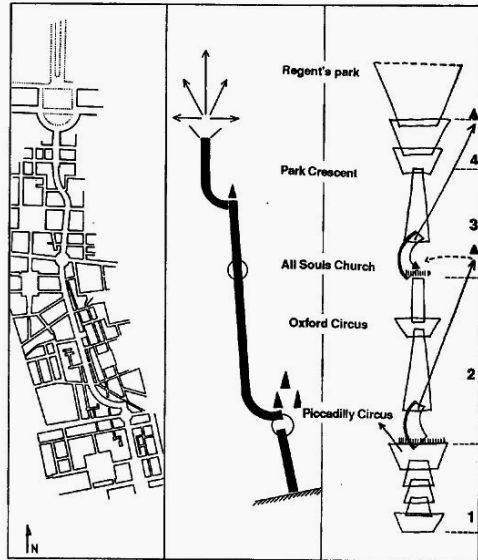 Regent's park
4
Park Crescent
3
All Souls Church
Oxford Circus
2
Piccadilly Circus
1
N